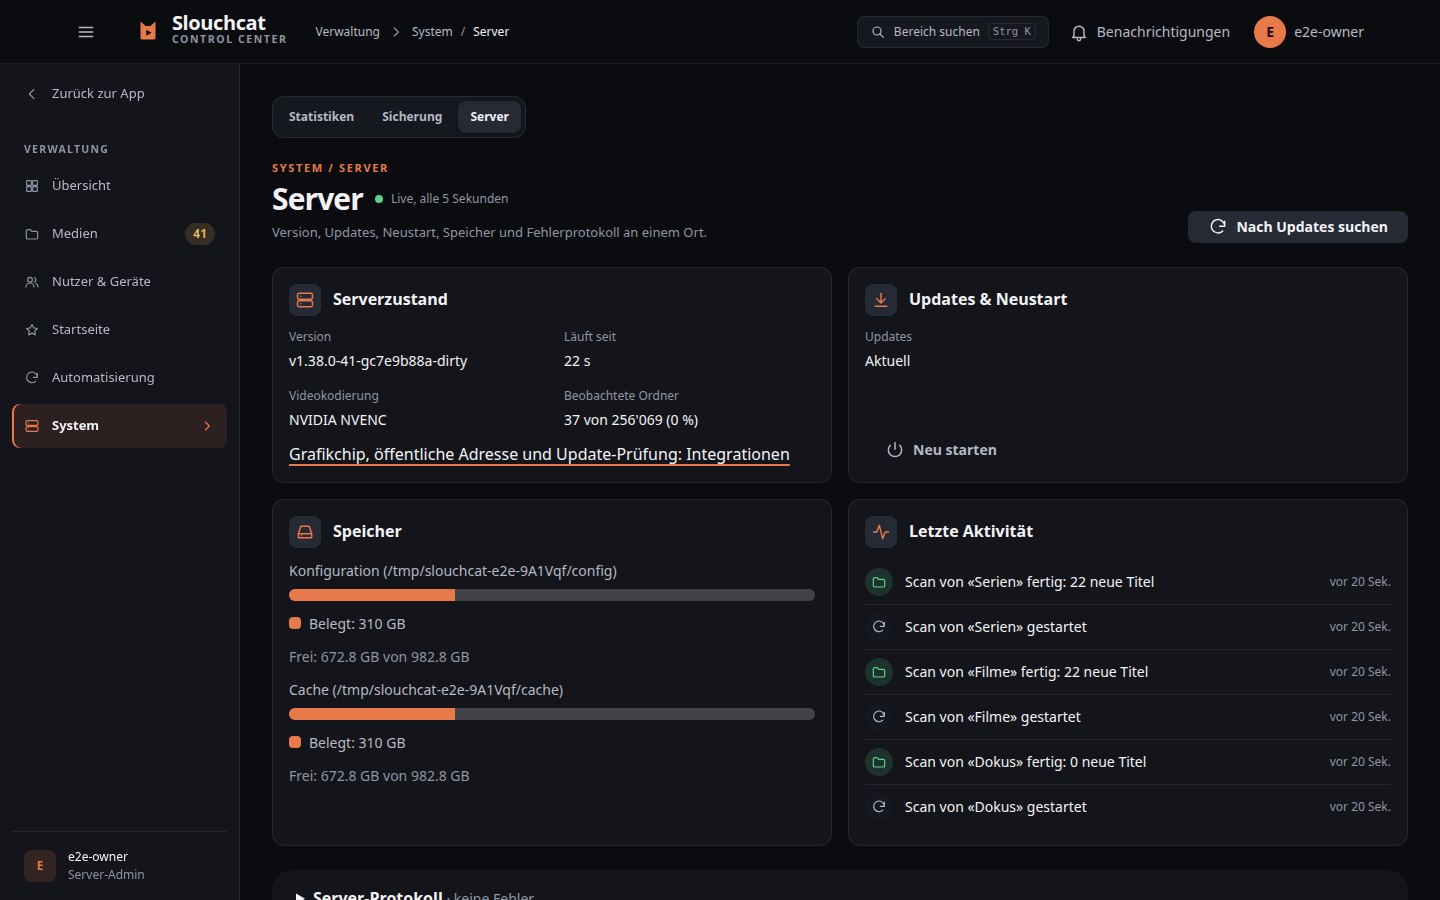 Slouchcat
CONTROL CENTER
Verwaltung > System / Server
Bereich suchen Strg K
Benachrichtigungen
E e2e-owner
Zurück zur App
VERWALTUNG
Übersicht
Medien 41
Nutzer & Geräte
Startseite
Automatisierung
System
E
e2e-owner
Server-Admin
Statistiken Sicherung Server
SYSTEM / SERVER
Server Live, alle 5 Sekunden
Version, Updates, Neustart, Speicher und Fehlerprotokoll an einem Ort.
Nach Updates suchen
Serverzustand
Version Läuft seit
v1.38.0-41-gc7e9b88a-dirty 22 s
Videokodierung Beobachtete Ordner
NVIDIA NVENC 37 von 256'069 (0 %)
Grafikchip, öffentliche Adresse und Update-Prüfung: Integrationen
Updates & Neustart
Updates
Aktuell
Neu starten
Speicher
Konfiguration (/tmp/slouchcat-e2e-9A1Vqf/config)
Belegt: 310 GB
Frei: 672.8 GB von 982.8 GB
Cache (/tmp/slouchcat-e2e-9A1Vqf/cache)
Belegt: 310 GB
Frei: 672.8 GB von 982.8 GB
Letzte Aktivität
Scan von «Serien» fertig: 22 neue Titel vor 20 Sek.
Scan von «Serien» gestartet vor 20 Sek.
Scan von «Filme» fertig: 22 neue Titel vor 20 Sek.
Scan von «Filme» gestartet vor 20 Sek.
Scan von «Dokus» fertig: 0 neue Titel vor 20 Sek.
Scan von «Dokus» gestartet vor 20 Sek.
Server-Protokoll · keine Fehler